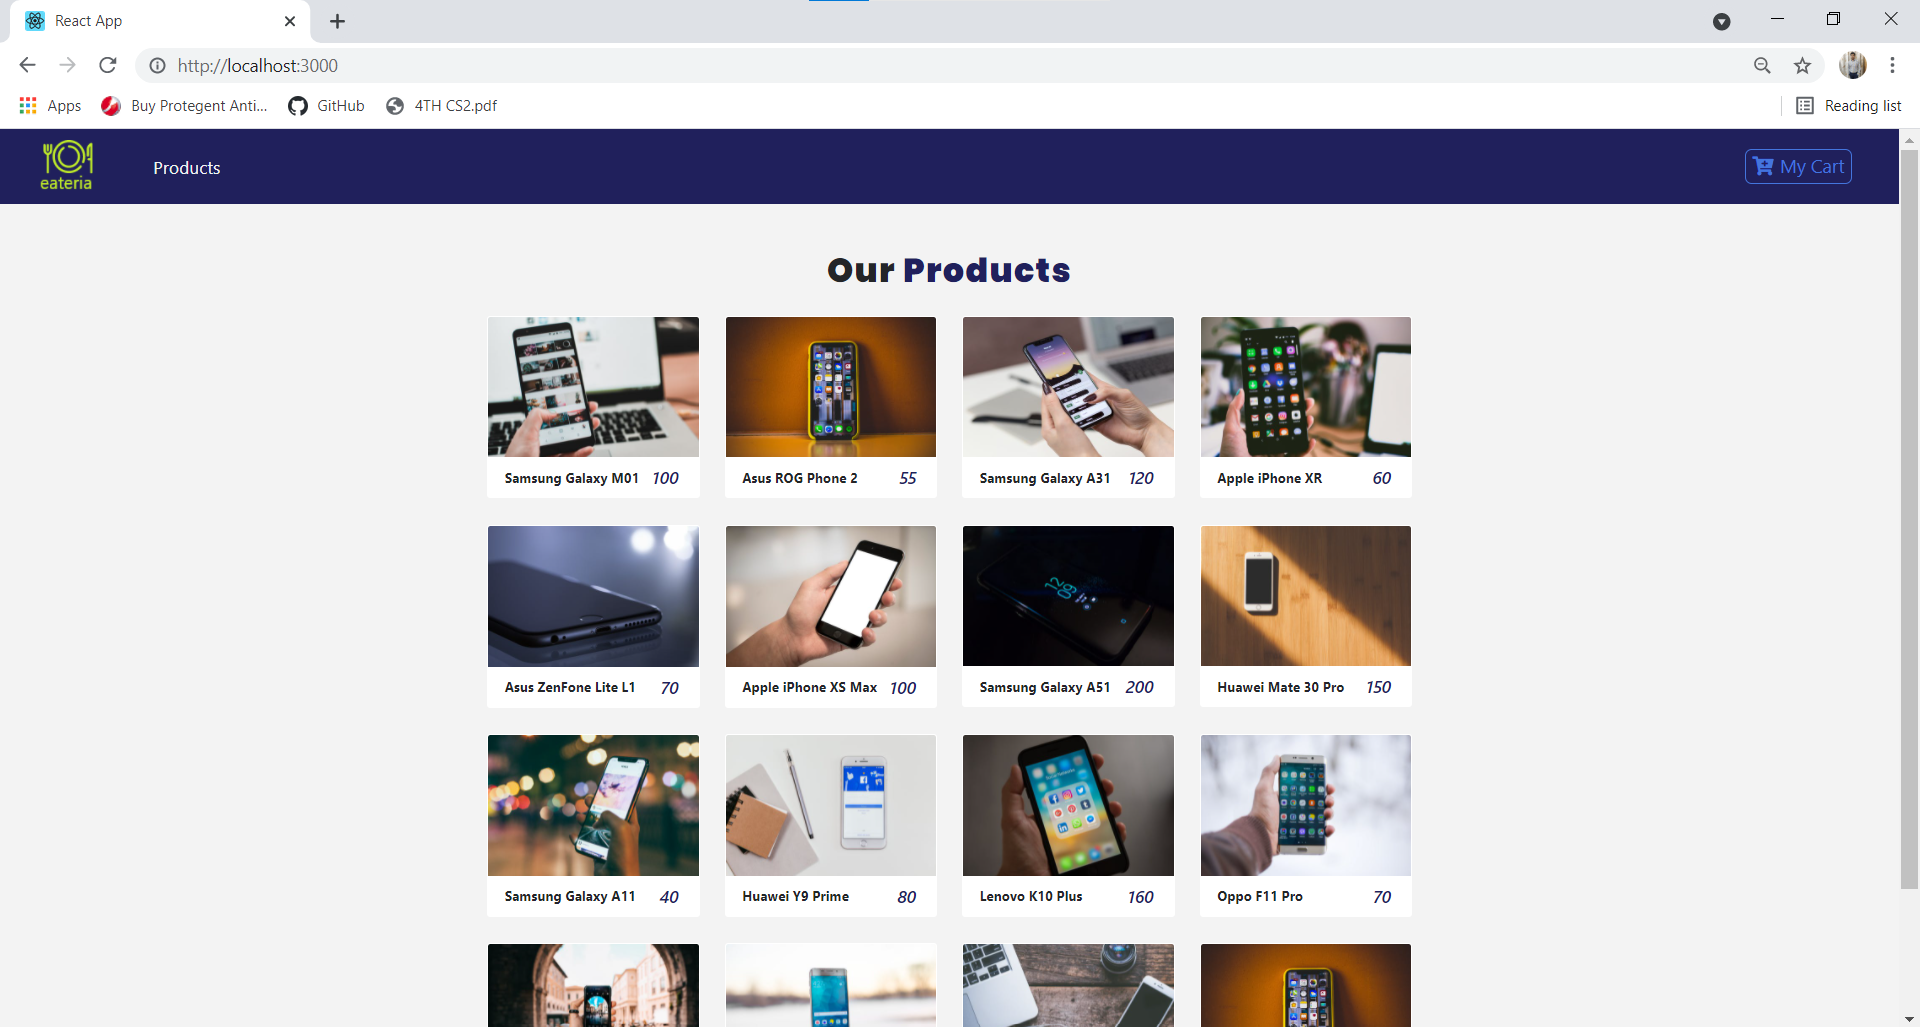 React App
http://localhost:3000
Apps
Buy Protegent Anti...
GitHub
4TH CS2.pdf
Reading list
eateria
Products
My Cart
Our Products
Samsung Galaxy M01 100
Asus ROG Phone 2 55
Samsung Galaxy A31 120
Apple iPhone XR 60
Asus ZenFone Lite L1 70
Apple iPhone XS Max 100
Samsung Galaxy A51 200
Huawei Mate 30 Pro 150
Samsung Galaxy A11 40
Huawei Y9 Prime 80
Lenovo K10 Plus 160
Oppo F11 Pro 70